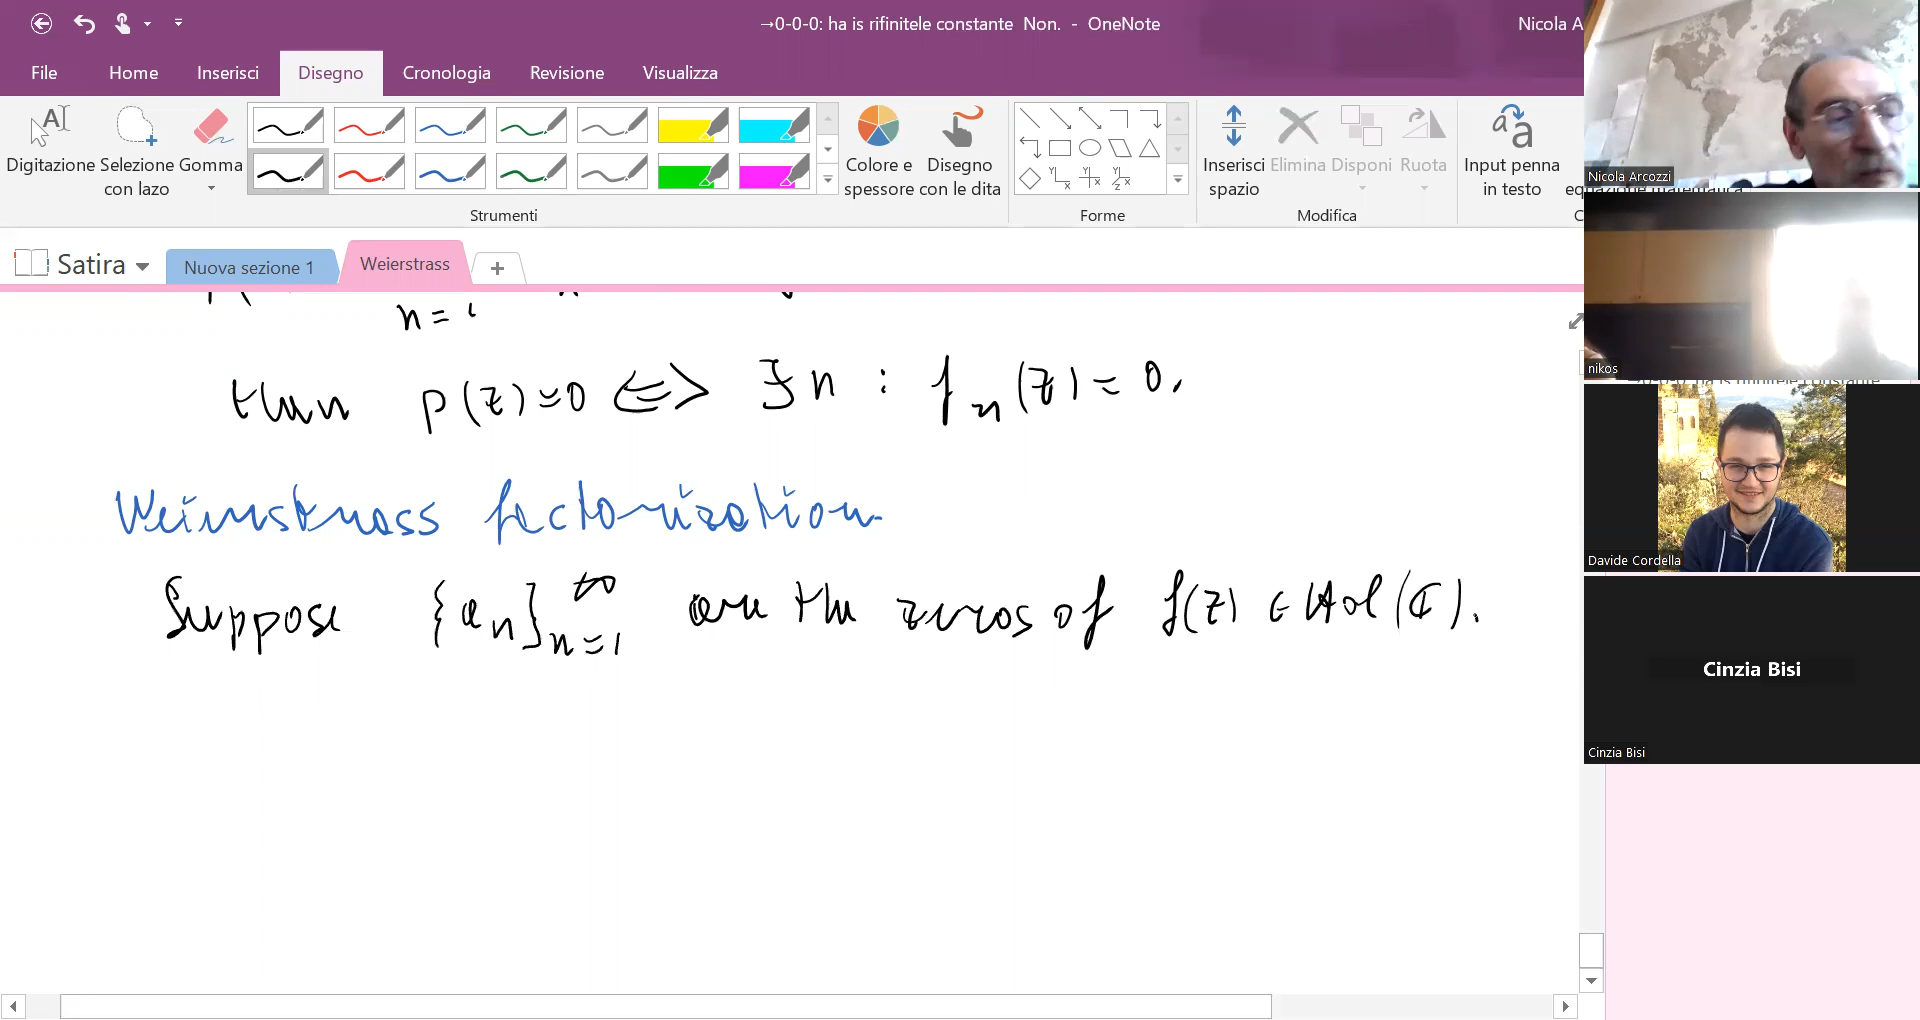 →0-0-0: ha is rifinitele constante Non. - OneNote
Nicola A
File Home Inserisci Disegno Cronologia Revisione Visualizza
Digitazione
Selezione con lazo
Gomma
Strumenti
Colore e spessore
Disegno con le dita
Forme
Inserisci spazio
Elimina
Disponi
Ruota
Modifica
Input penna in testo
Satira
Nuova sezione 1
Weierstrass
n=1
then p(z)=0 <=> ∃n : f_n(z)=0.
Weierstrass factorization
Suppose {a_n}_{n=1}^∞ are the zeros of f(z) ∈ Hol(ℂ).
Nicola Arcozzi
nikos
Davide Cordella
Cinzia Bisi
Cinzia Bisi